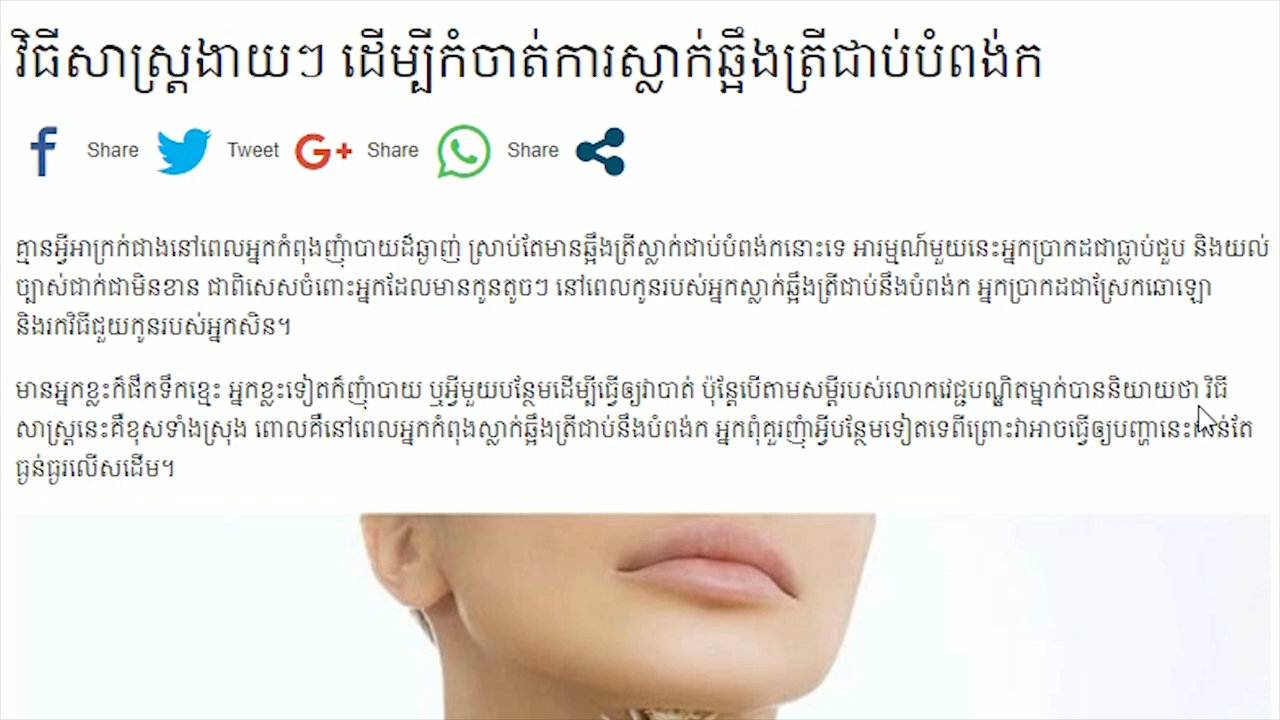 វិធីសាស្ត្រងាយៗ ដើម្បីកំចាត់ការស្លាក់ឆ្អឹងត្រីជាប់បំពង់ក
Share Tweet Share Share
គ្មានអ្វីអាក្រក់ជាងនៅពេលអ្នកកំពុងញ៉ាំបាយដ៏ឆ្ងាញ់ ស្រាប់តែមានឆ្អឹងត្រីស្លាក់ជាប់បំពង់កនោះទេ អារម្មណ៍មួយនេះអ្នកប្រាកដជាធ្លាប់ជួប និងយល់
ច្បាស់ជាក់ជាមិនខាន ជាពិសេសចំពោះអ្នកដែលមានកូនតូចៗ នៅពេលកូនរបស់អ្នកស្លាក់ឆ្អឹងត្រីជាប់នឹងបំពង់ក អ្នកប្រាកដជាស្រែកឆោឡោ
និងរកវិធីជួយកូនរបស់អ្នកសិន។
មានអ្នកខ្លះក៏ផឹកទឹកខ្មេះ អ្នកខ្លះទៀតក៏ញ៉ាំបាយ ឬអ្វីមួយបន្ថែមដើម្បីធ្វើឲ្យវាបាត់ ប៉ុន្តែបើតាមសម្តីរបស់លោកវេជ្ជបណ្ឌិតម្នាក់បាននិយាយថា វិធី
សាស្ត្រនេះគឺខុសទាំងស្រុង ពោលគឺនៅពេលអ្នកកំពុងស្លាក់ឆ្អឹងត្រីជាប់នឹងបំពង់ក អ្នកពុំគួរញ៉ាំអ្វីបន្ថែមទៀតទេពីព្រោះវាអាចធ្វើឲ្យបញ្ហានេះ
ធ្ងន់ធ្ងរលើសដើម។